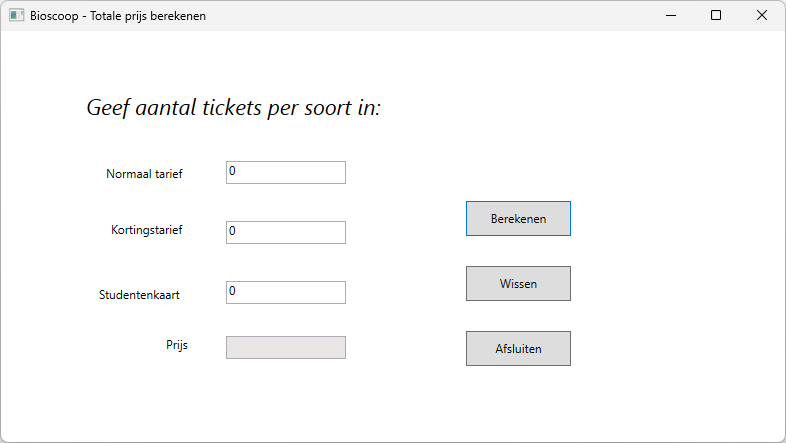 Bioscoop - Totale prijs berekenen
Geef aantal tickets per soort in:
Normaal tarief 0
Kortingstarief 0
Berekenen
Wissen
Studentenkaart 0
Prijs
Afsluiten